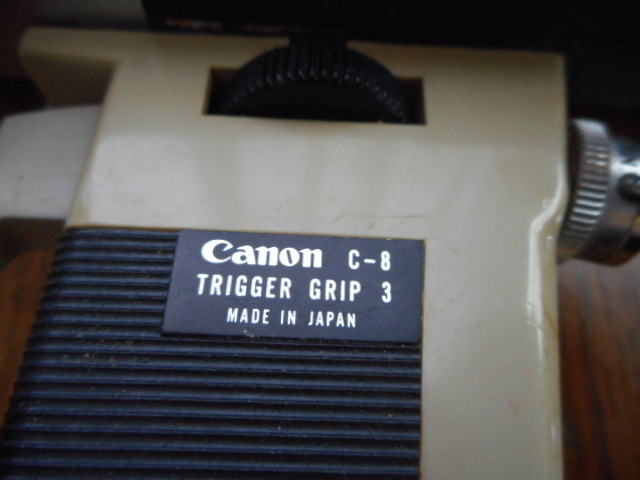 Canon C-8
TRIGGER GRIP 3
MADE IN JAPAN